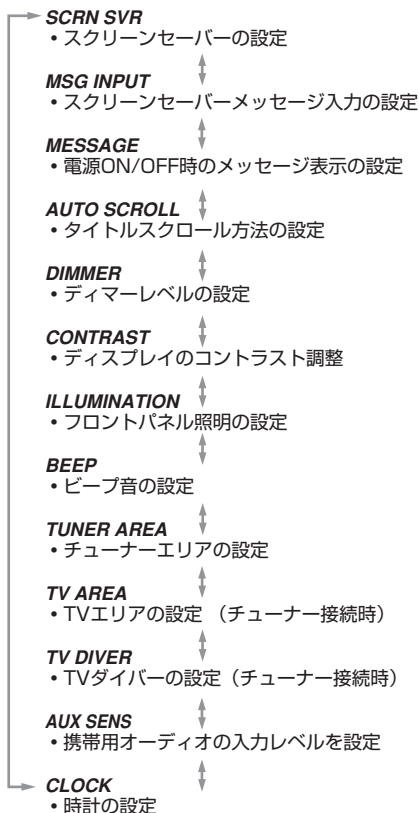 SCRN SVR
• スクリーンセーバーの設定
MSG INPUT
• スクリーンセーバーメッセージ入力の設定
MESSAGE
• 電源ON/OFF時のメッセージ表示の設定
AUTO SCROLL
• タイトルスクロール方法の設定
DIMMER
• ディマーレベルの設定
CONTRAST
• ディスプレイのコントラスト調整
ILLUMINATION
• フロントパネル照明の設定
BEEP
• ビープ音の設定
TUNER AREA
• チューナーエリアの設定
TV AREA
• TVエリアの設定 （チューナー接続時）
TV DIVER
• TVダイバーの設定（チューナー接続時）
AUX SENS
• 携帯用オーディオの入力レベルを設定
CLOCK
• 時計の設定